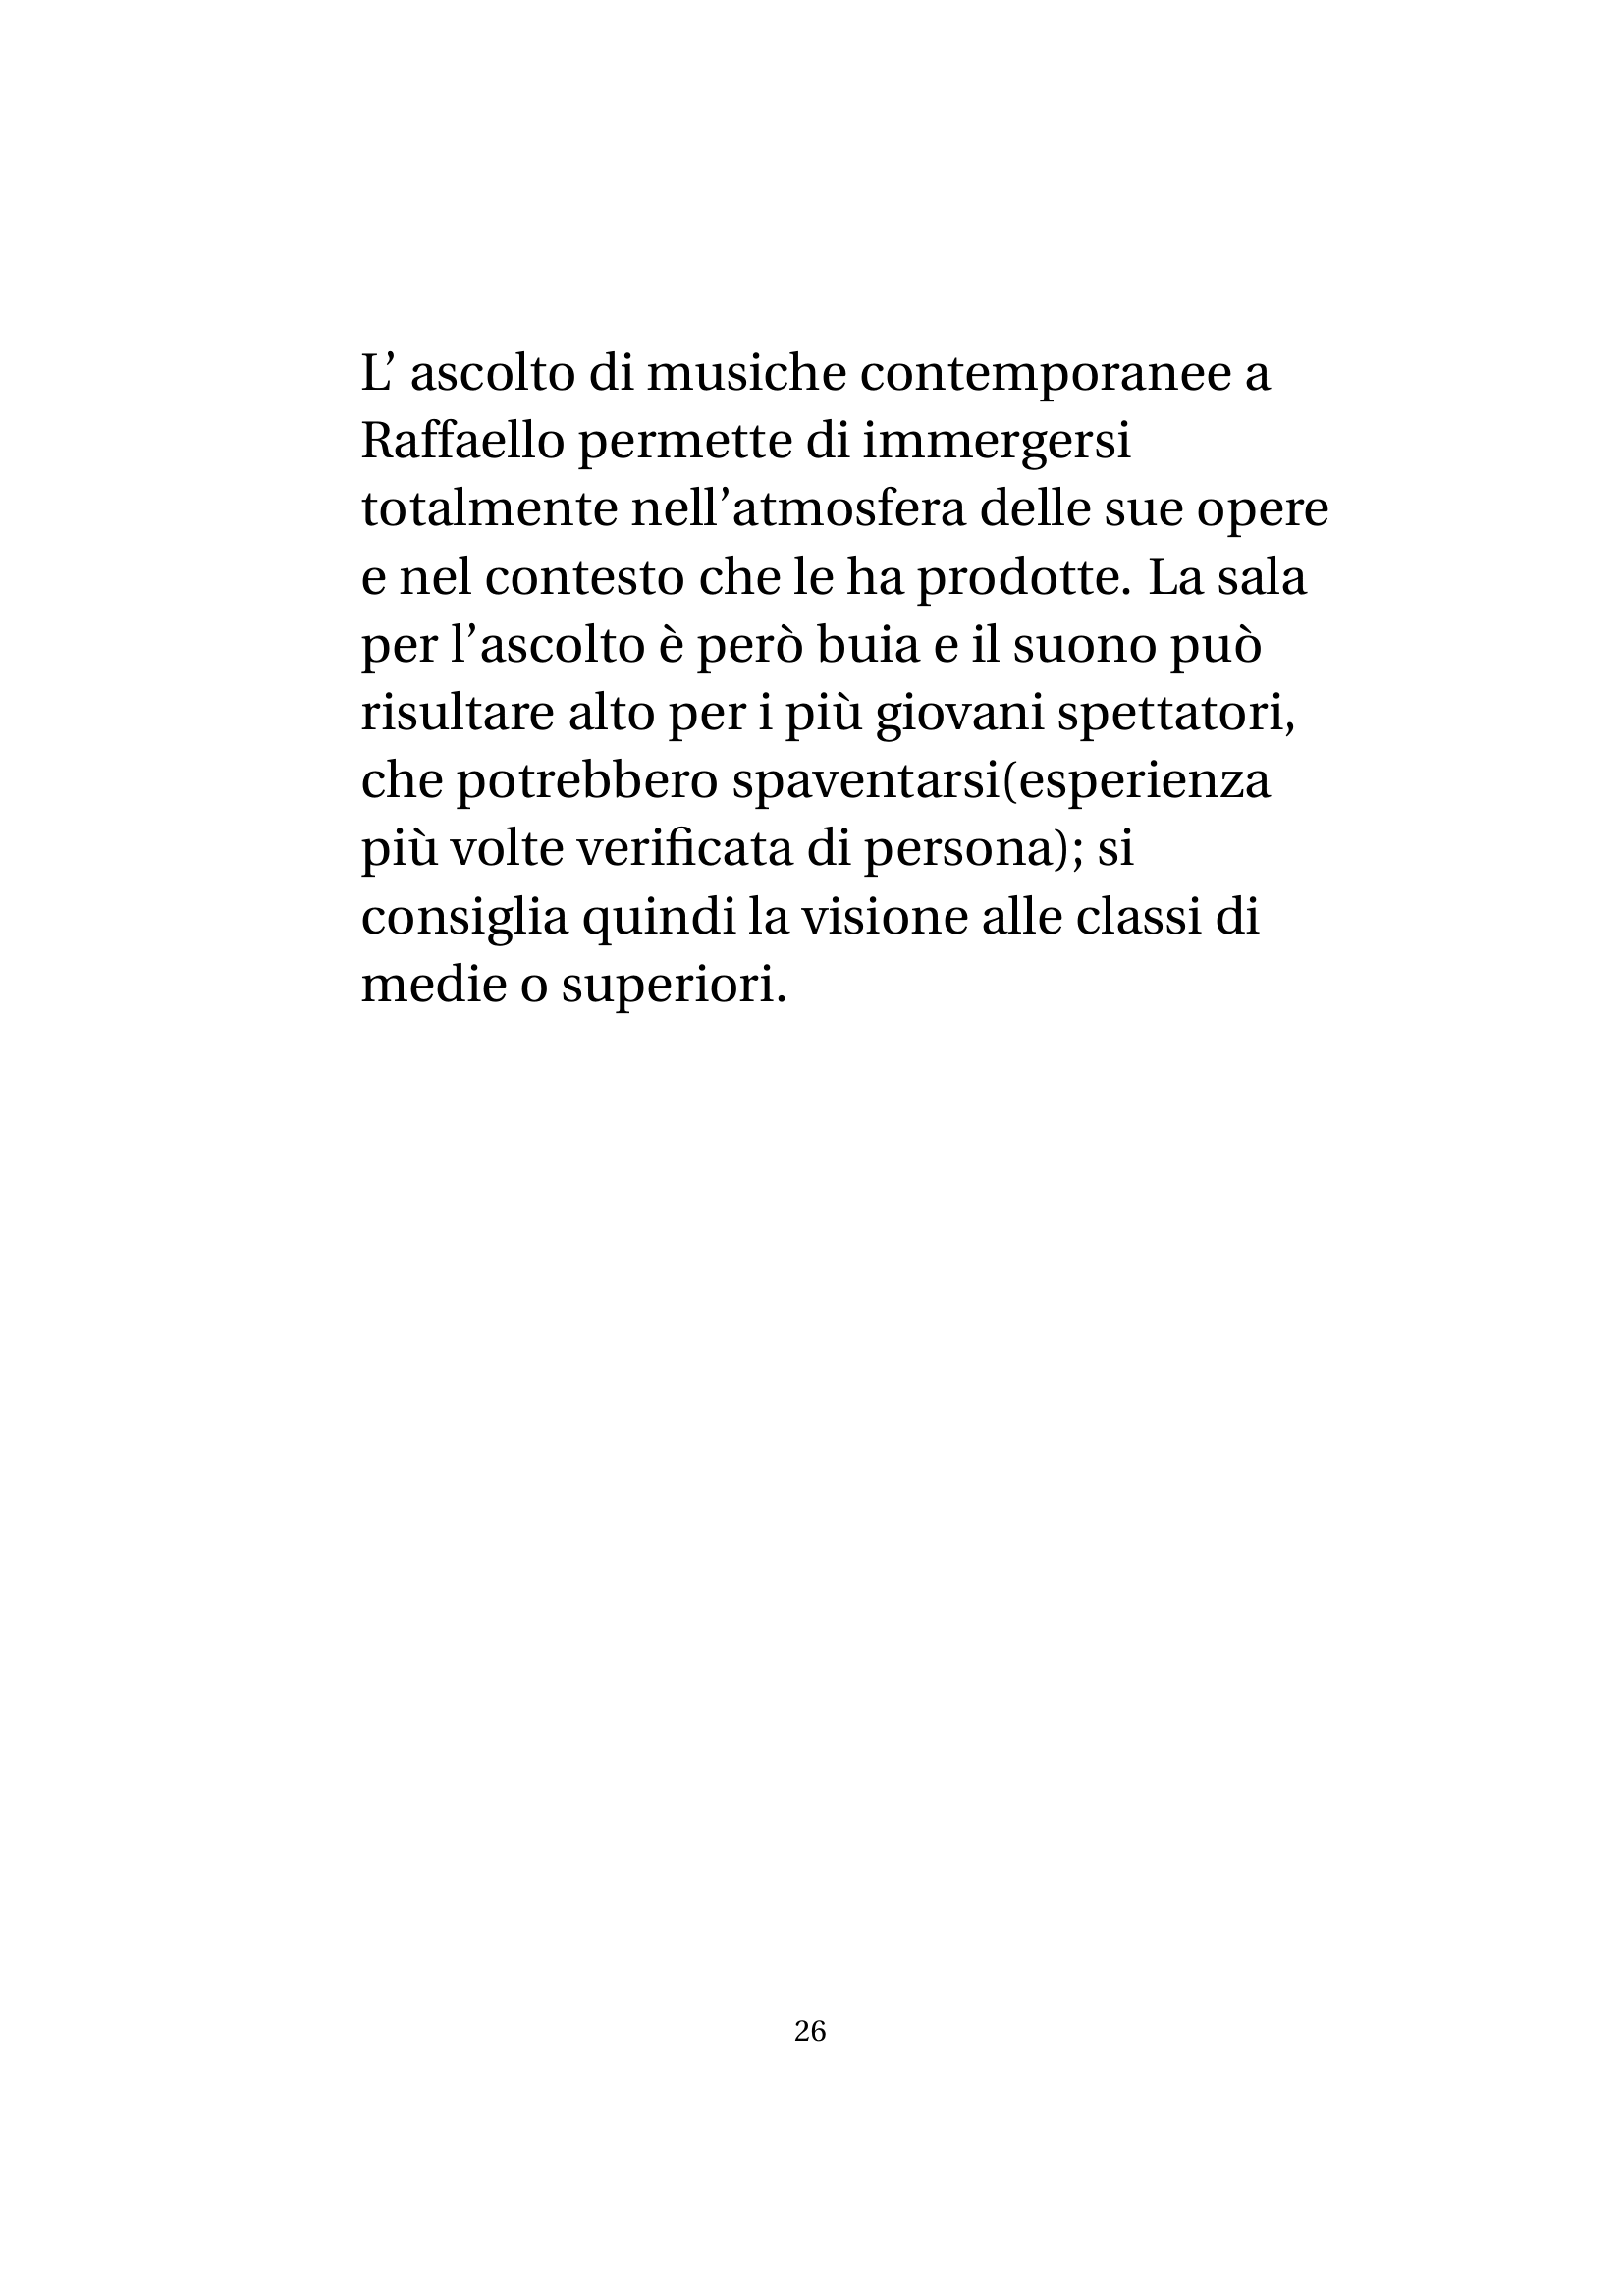 L’ ascolto di musiche contemporanee a
Raffaello permette di immergersi
totalmente nell’atmosfera delle sue opere
e nel contesto che le ha prodotte. La sala
per l’ascolto è però buia e il suono può
risultare alto per i più giovani spettatori,
che potrebbero spaventarsi(esperienza
più volte verificata di persona); si
consiglia quindi la visione alle classi di
medie o superiori.
26